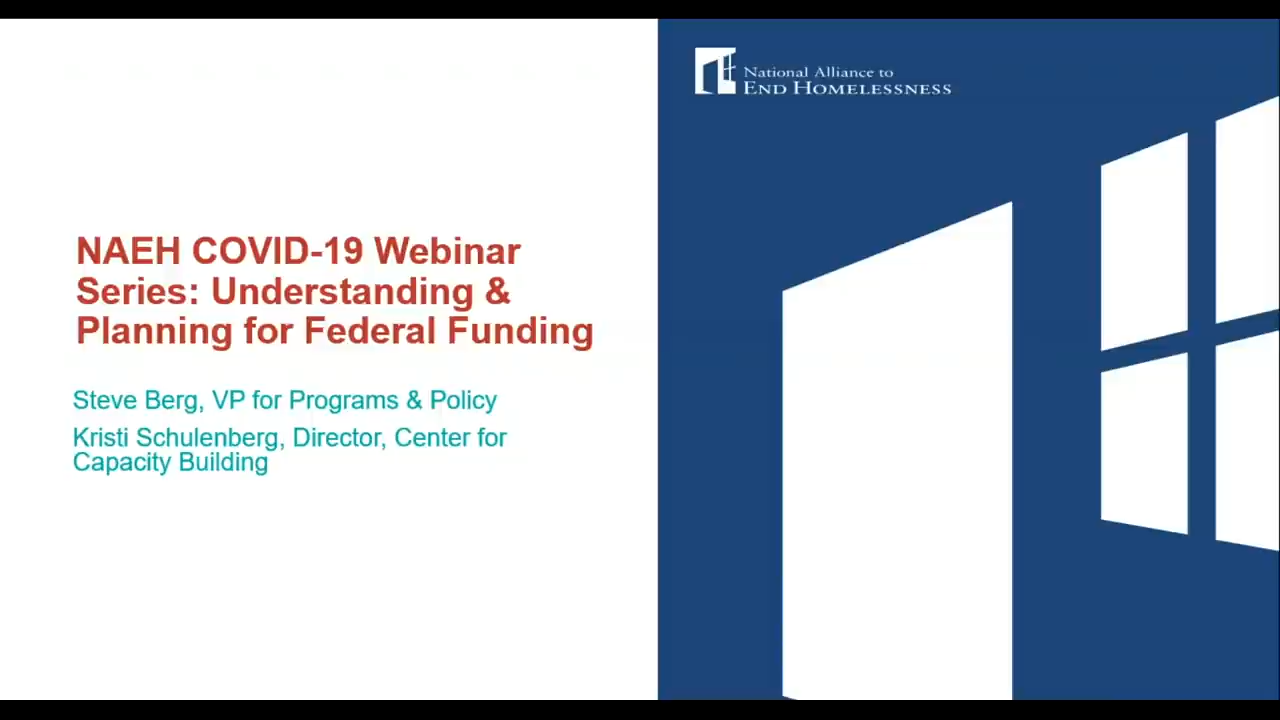 National Alliance to
END HOMELESSNESS
NAEH COVID-19 Webinar
Series: Understanding &
Planning for Federal Funding
Steve Berg, VP for Programs & Policy
Kristi Schulenberg, Director, Center for
Capacity Building